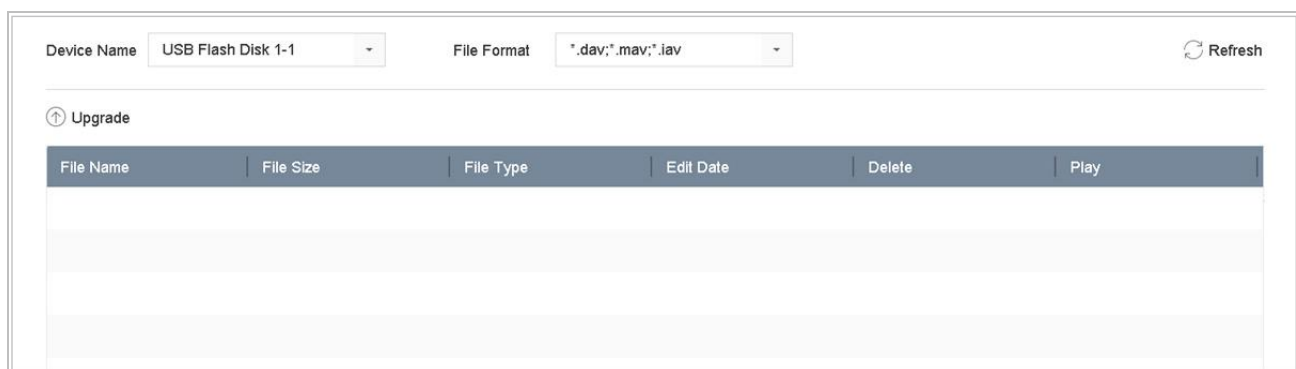 Device Name USB Flash Disk 1-1 File Format *.dav;*.mav;*.iav Refresh
Upgrade
File Name File Size File Type Edit Date Delete Play